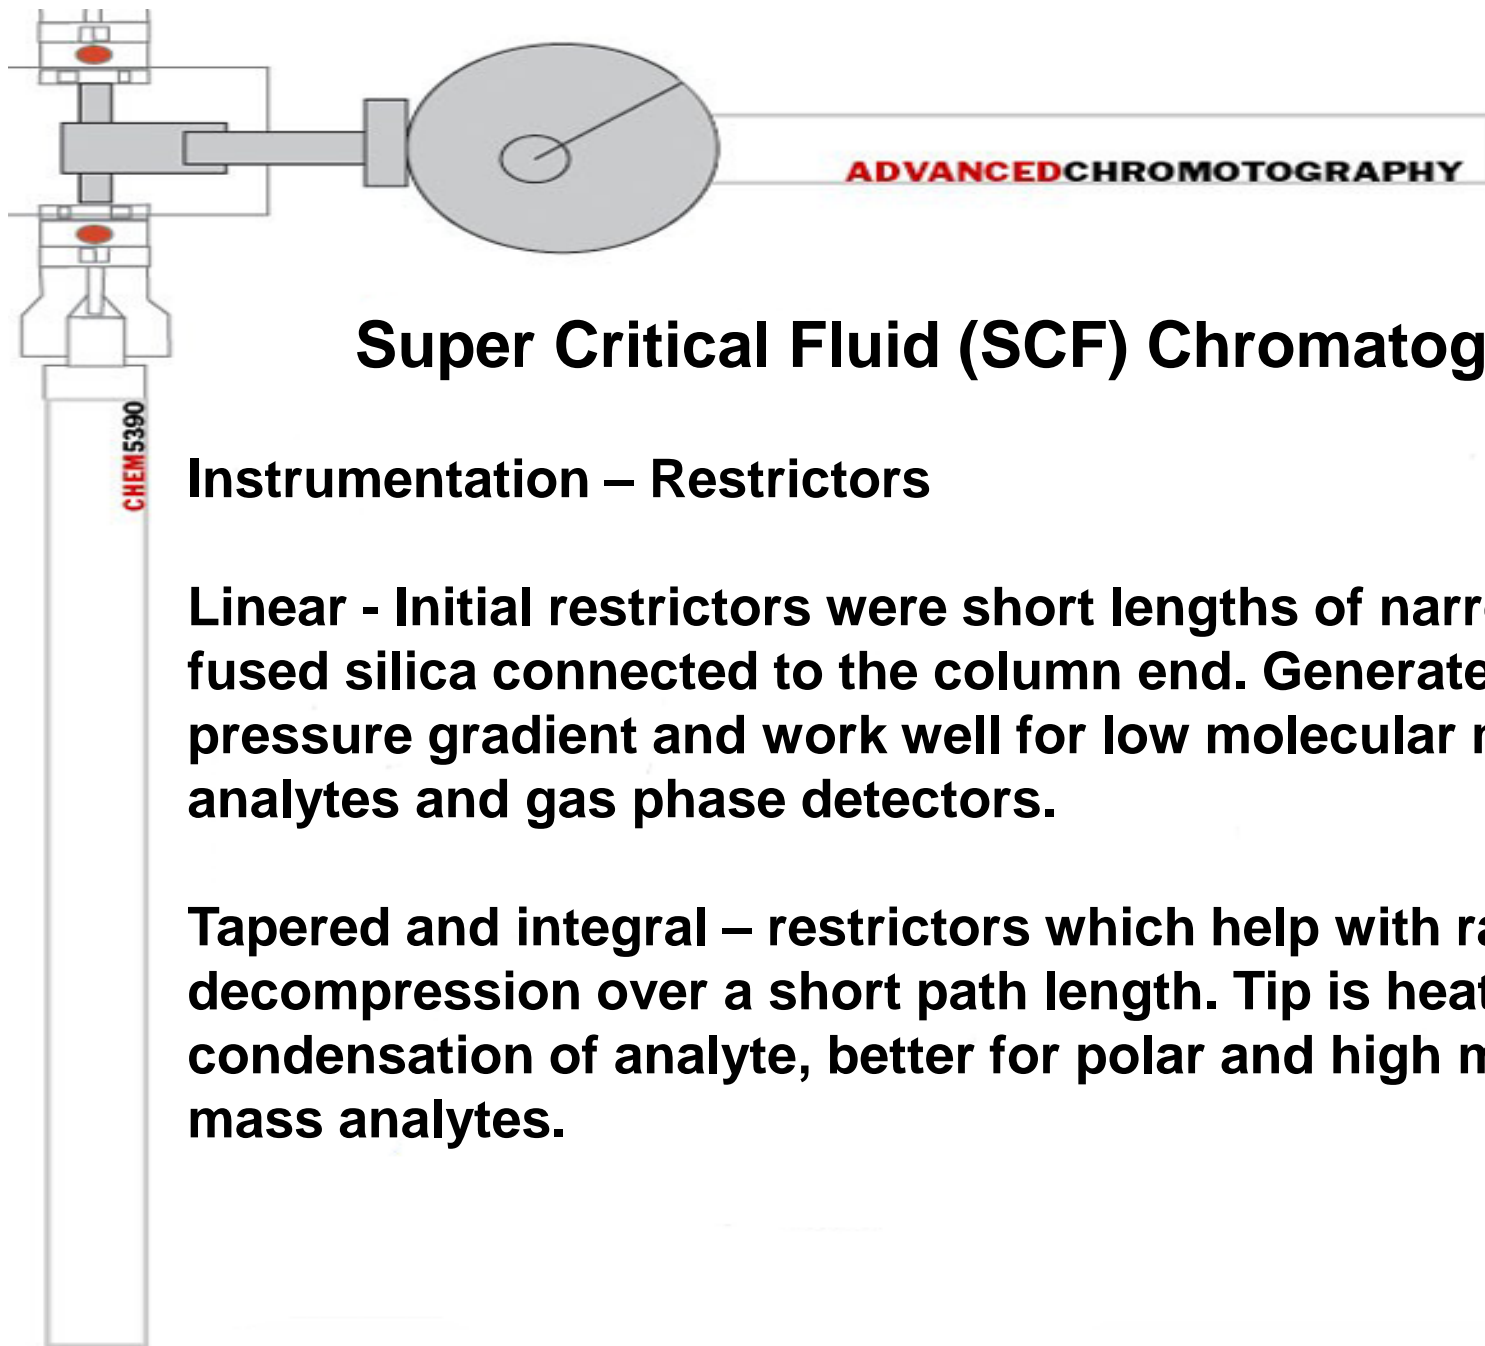 ADVANCEDCHROMOTOGRAPHY
Super Critical Fluid (SCF) Chromatog
CHEM5390
Instrumentation – Restrictors
Linear - Initial restrictors were short lengths of narr
fused silica connected to the column end. Generate
pressure gradient and work well for low molecular
analytes and gas phase detectors.
Tapered and integral – restrictors which help with ra
decompression over a short path length. Tip is heat
condensation of analyte, better for polar and high
mass analytes.